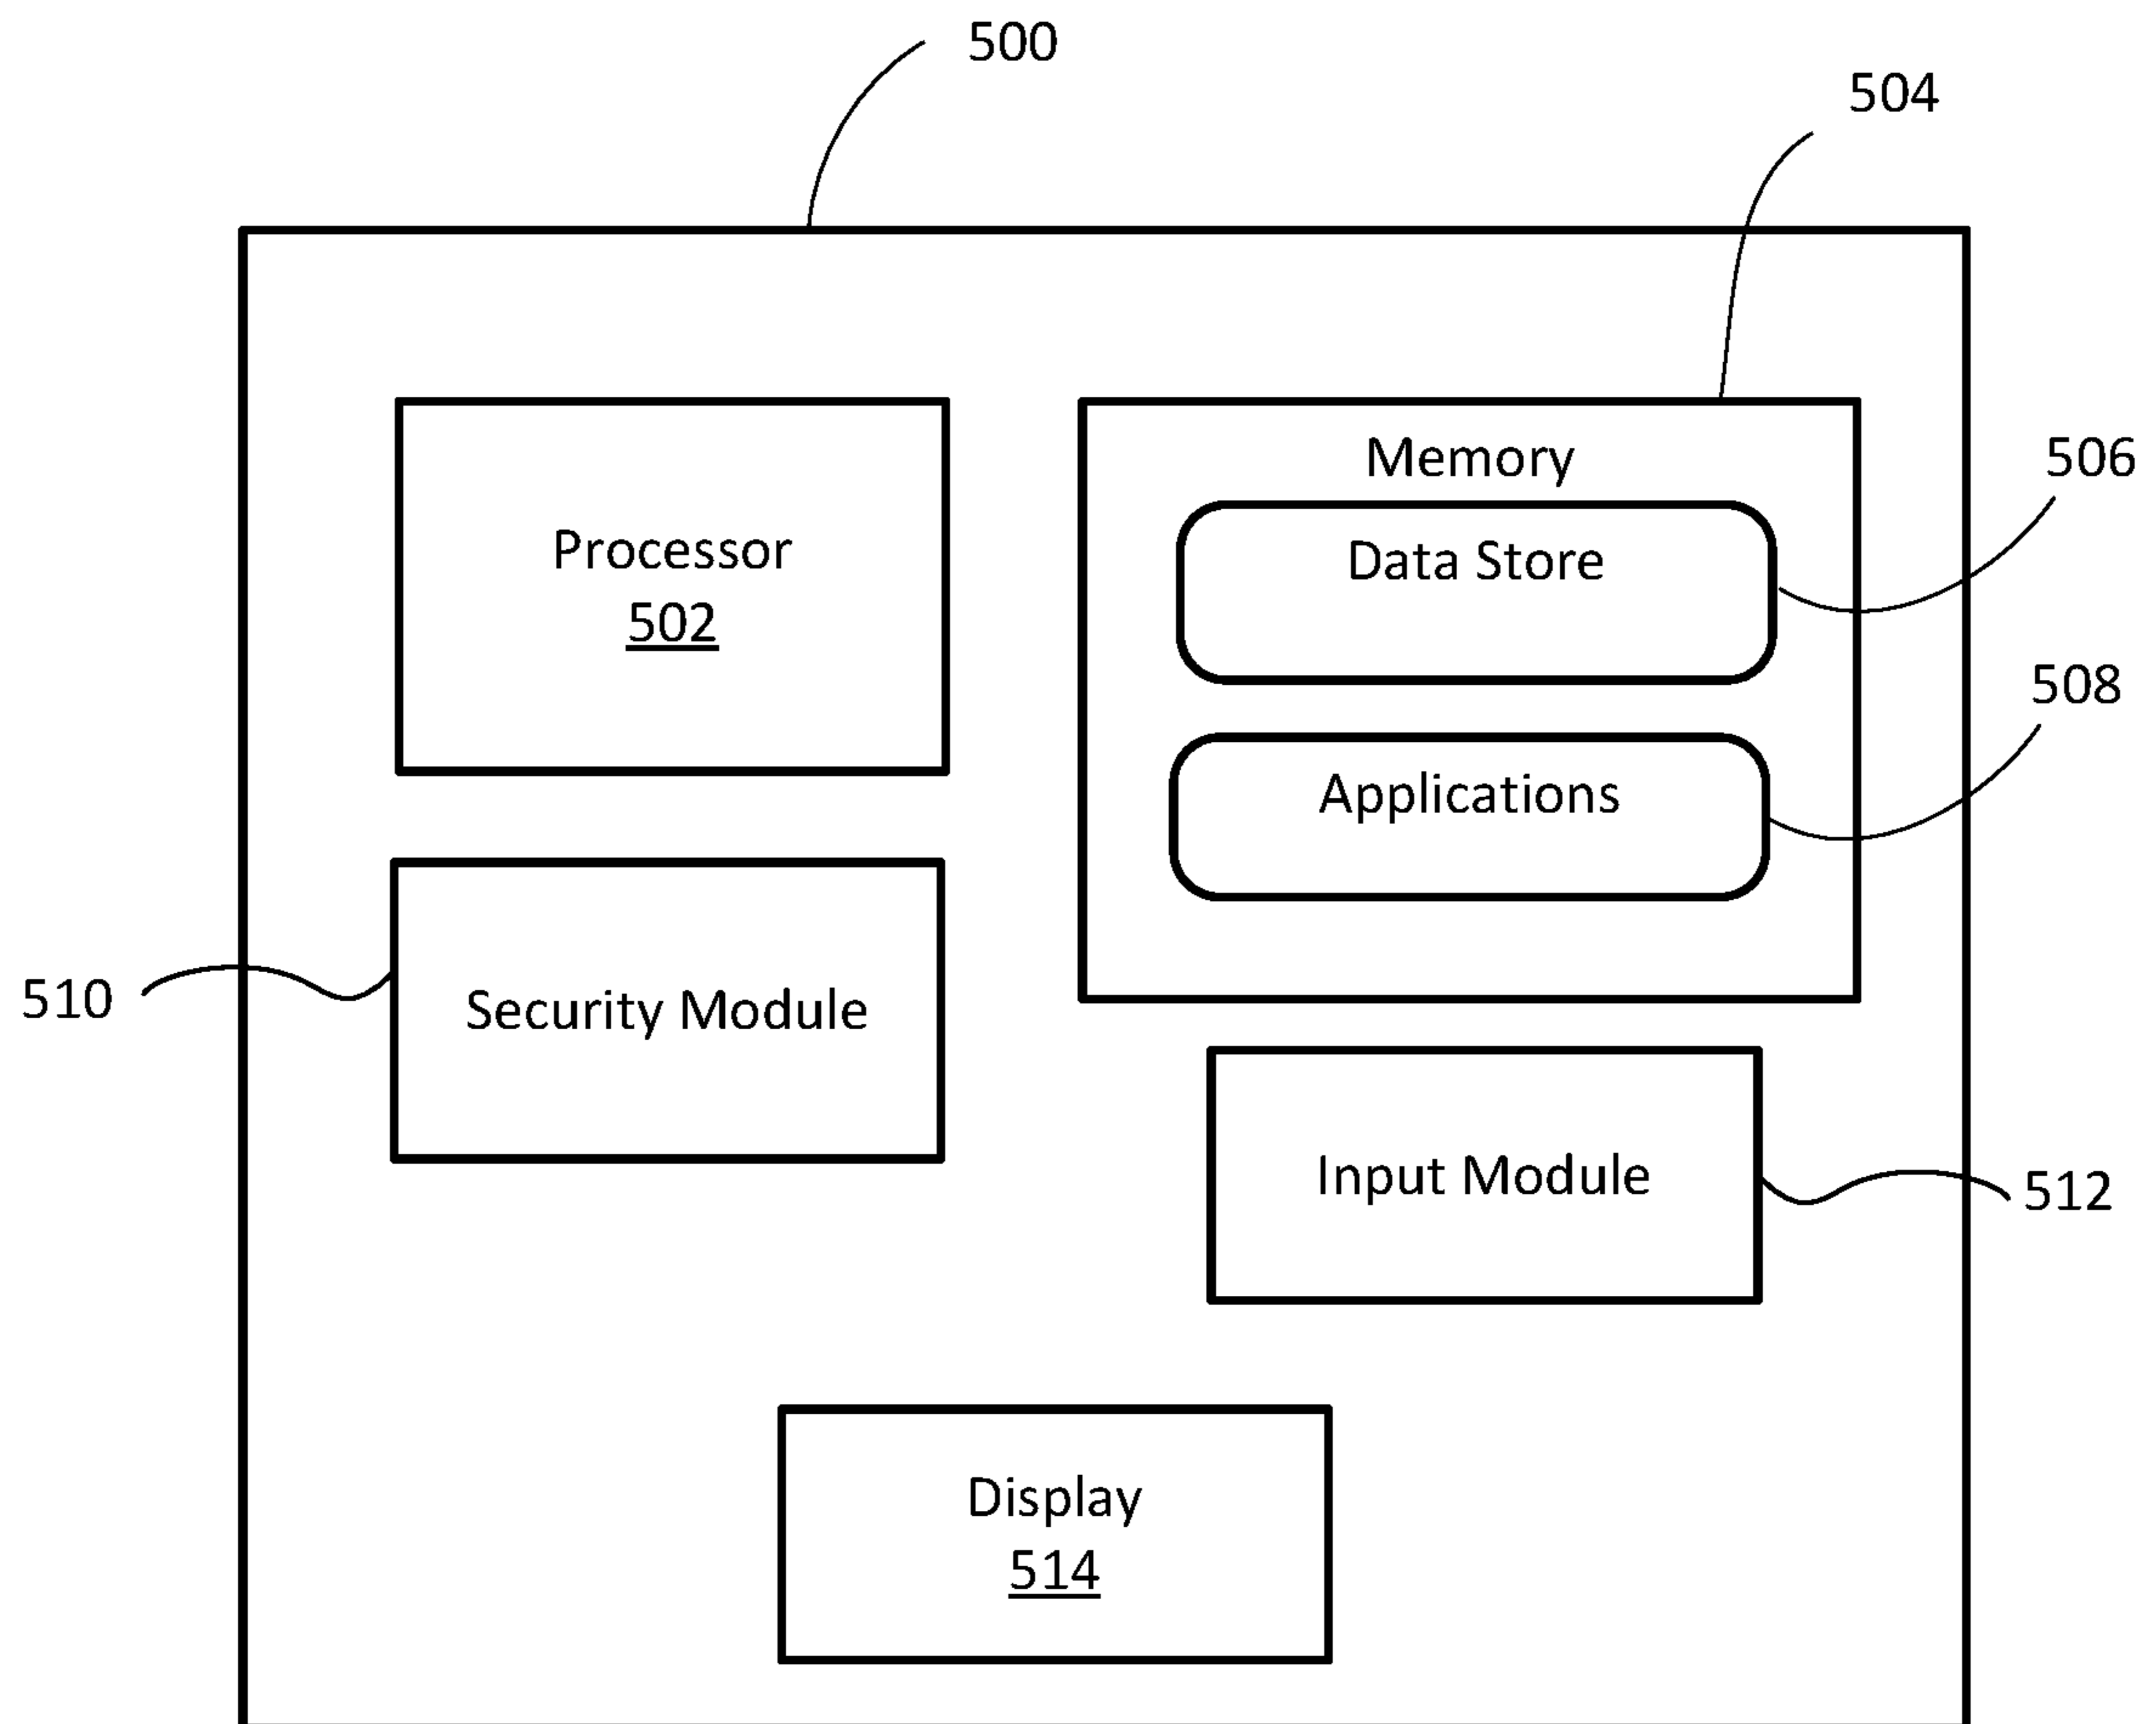 500
504
Memory
506
Data Store
Processor
502
508
Applications
510
Security Module
Input Module
512
Display
514